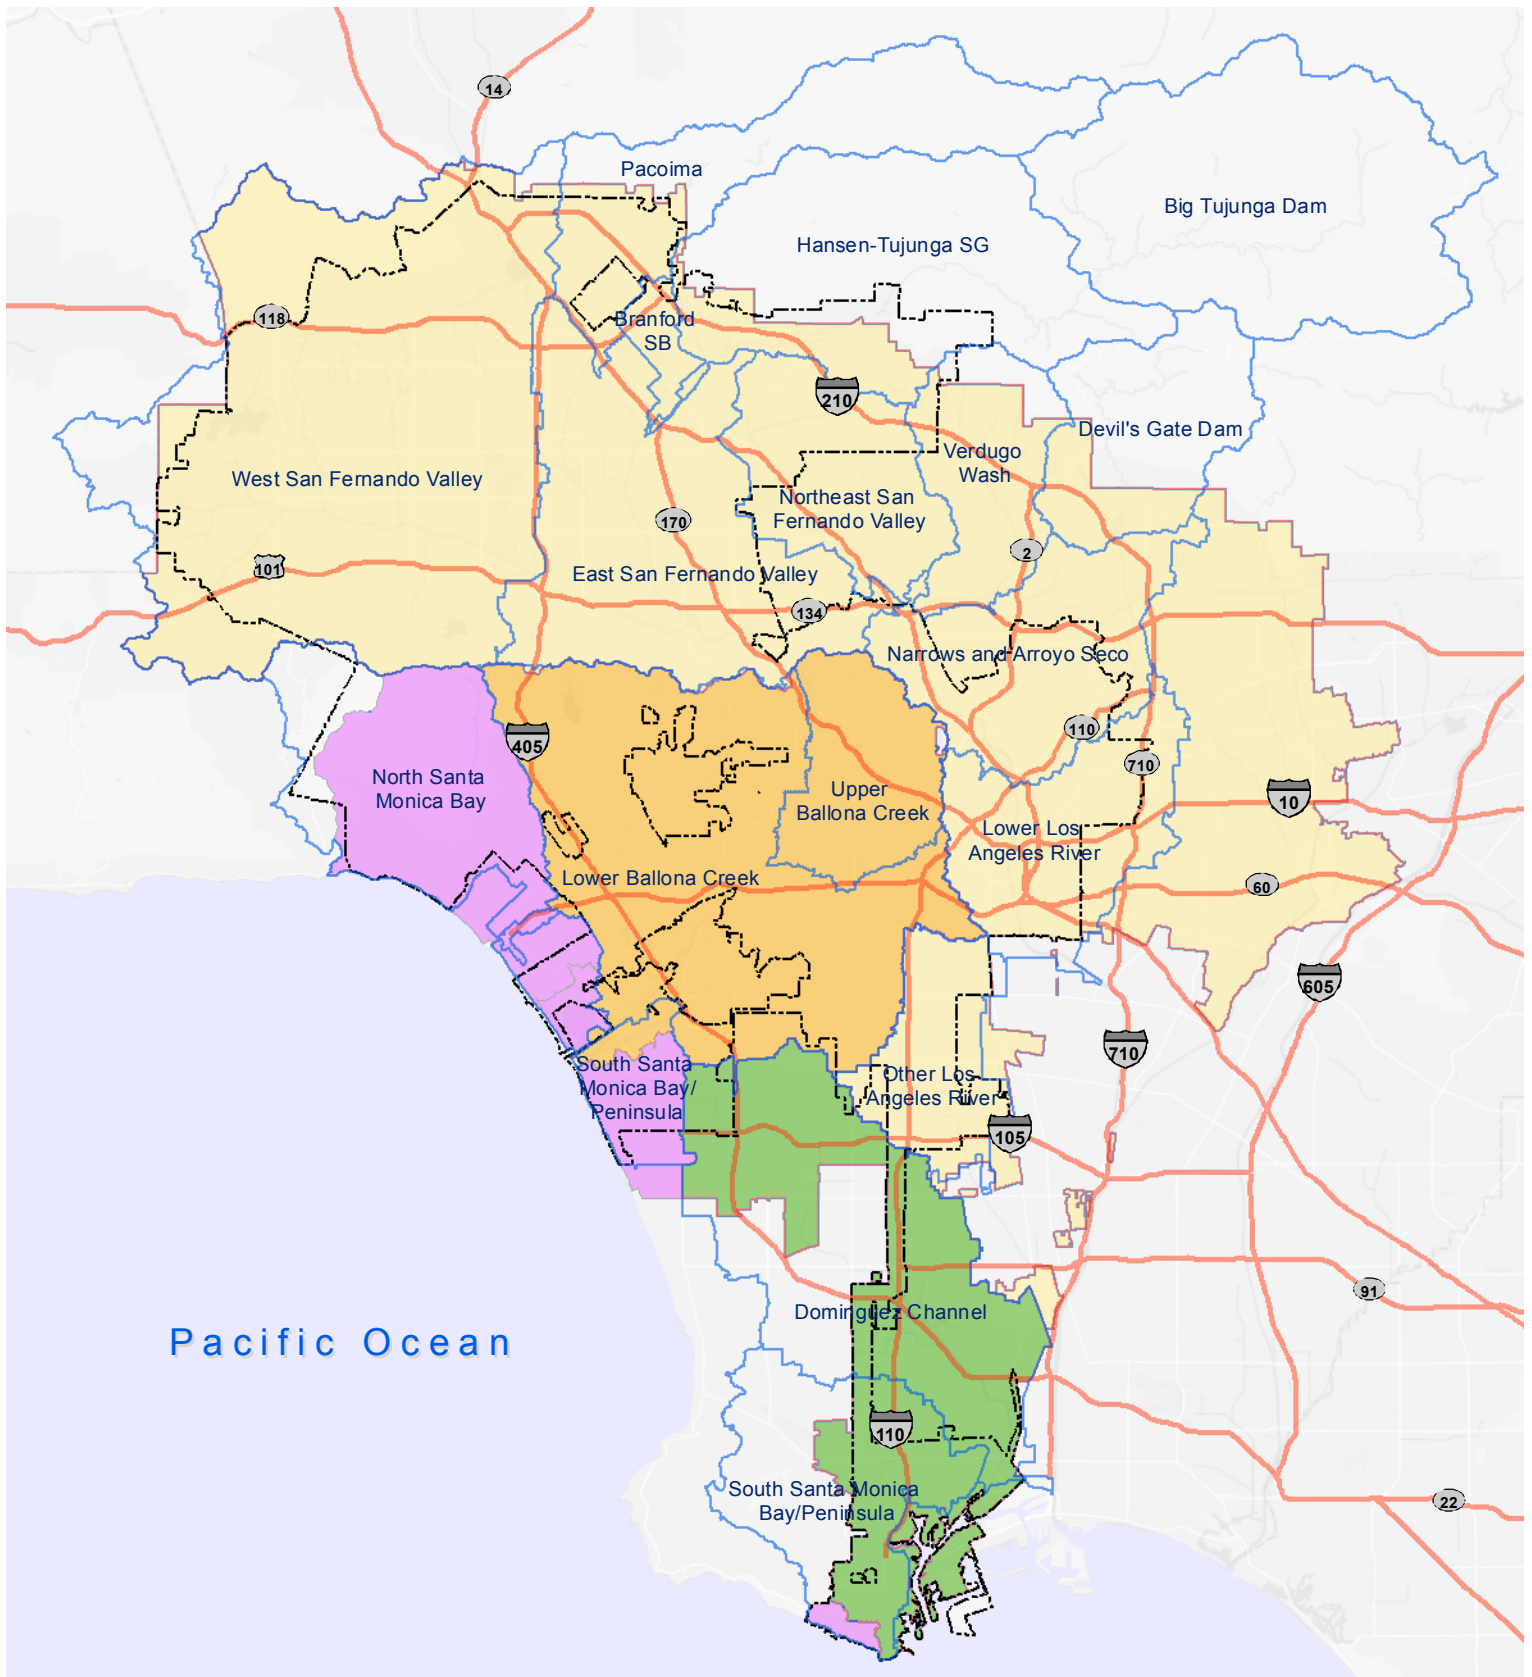 14
Pacoima
Big Tujunga Dam
Hansen-Tujunga SG
118
Branford
SB
210
Devil's Gate Dam
Verdugo
Wash
West San Fernando Valley
Northeast San
Fernando Valley
170
2
101
East San Fernando Valley
134
Narrows and Arroyo Seco
405
110
710
North Santa
Monica Bay
Upper
Ballona Creek
10
Lower Los
Angeles River
Lower Ballona Creek
60
605
710
South Santa
Monica Bay/
Peninsula
Other Los
Angeles River
105
91
Dominguez Channel
Pacific Ocean
110
South Santa Monica
Bay/Peninsula
22